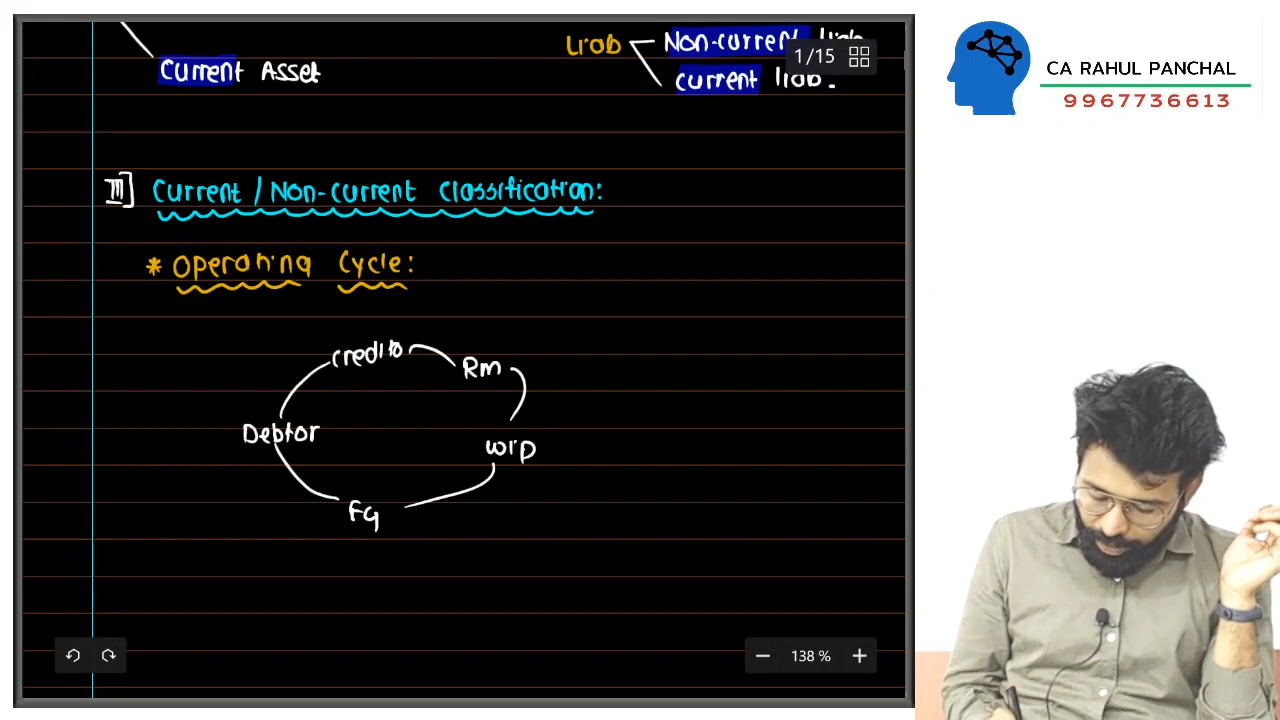 Liab
Non-current Liab
Current Asset
current liab.
1/15
CA RAHUL PANCHAL
9967736613
III] Current / Non-current Classification:
* Operating Cycle:
Credito
Rm
Debtor
WIP
FG
138 %